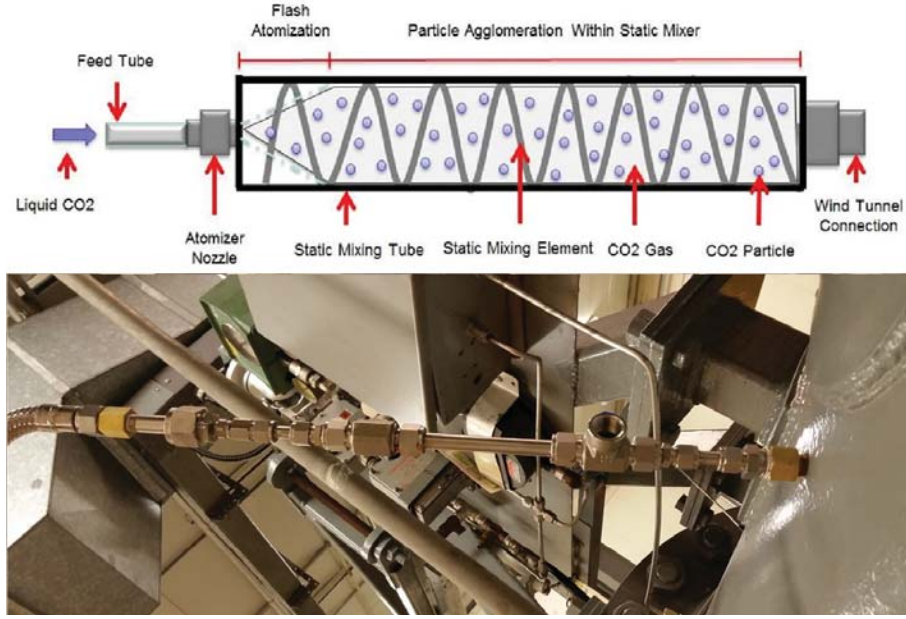 Flash
Atomization
Particle Agglomeration Within Static Mixer
Feed Tube
Liquid CO2
Atomizer
Nozzle
Static Mixing Tube
Static Mixing Element
CO2 Gas
CO2 Particle
Wind Tunnel
Connection